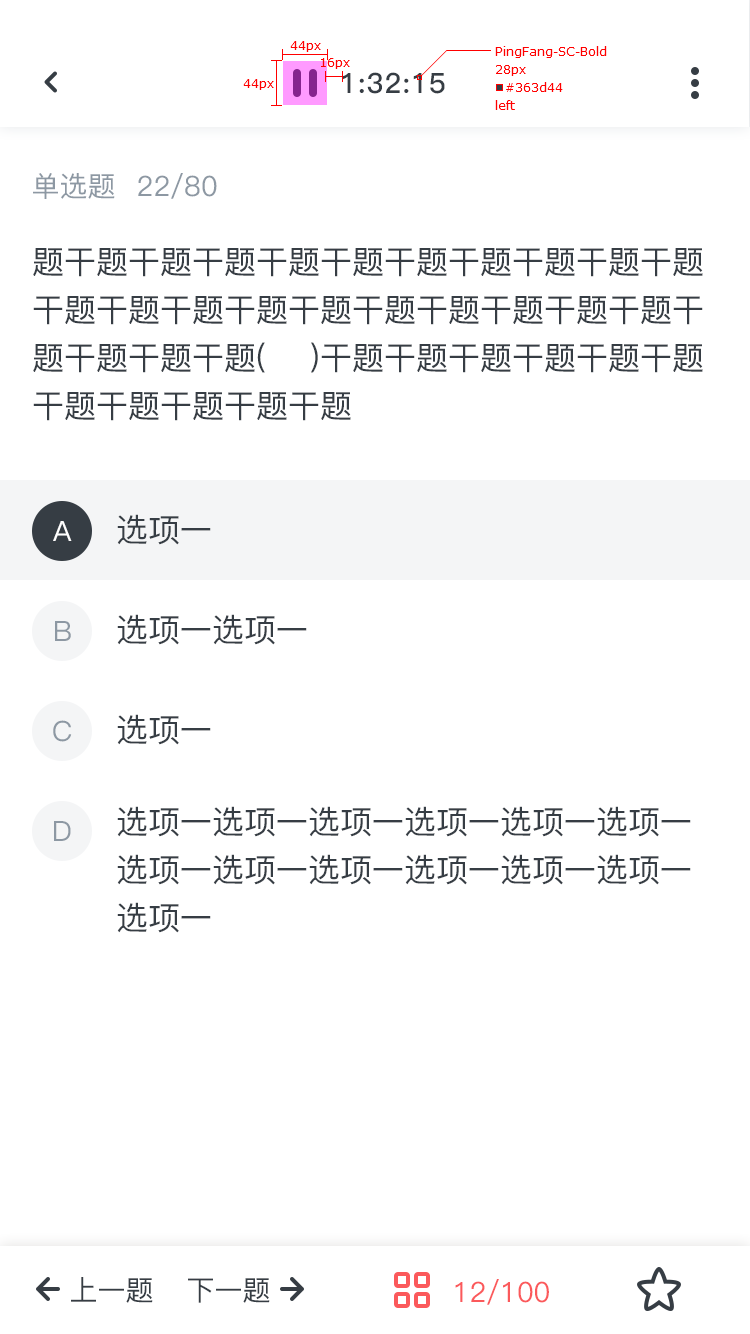 44px
16px
44px
1:32:15
PingFang-SC-Bold
28px
#363d44
left
单选题 22/80
题干题干题干题干题干题干题干题干题干题干题
干题干题干题干题干题干题干题干题干题干题干
题干题干题干题( )干题干题干题干题干题干题
干题干题干题干题干题
A 选项一
B 选项一选项一
C 选项一
D 选项一选项一选项一选项一选项一选项一
选项一选项一选项一选项一选项一选项一
选项一
上一题 下一题 12/100